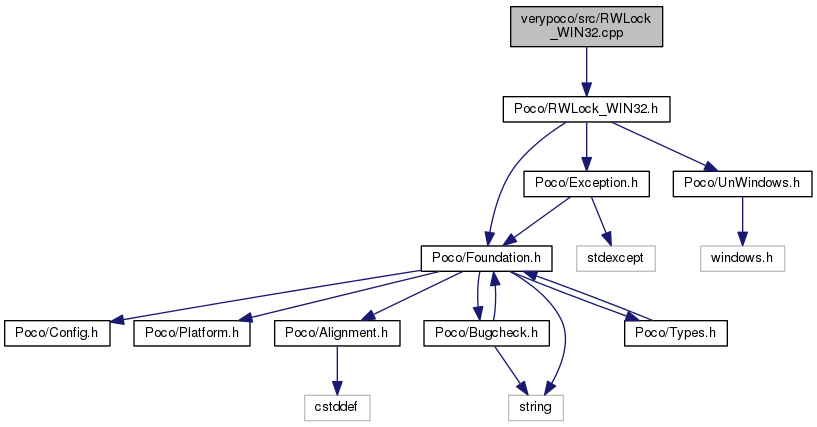 verypoco/src/RWLock
_WIN32.cpp
Poco/RWLock_WIN32.h
Poco/Exception.h
Poco/UnWindows.h
Poco/Foundation.h
stdexcept
windows.h
Poco/Config.h
Poco/Platform.h
Poco/Alignment.h
Poco/Bugcheck.h
Poco/Types.h
cstddef
string